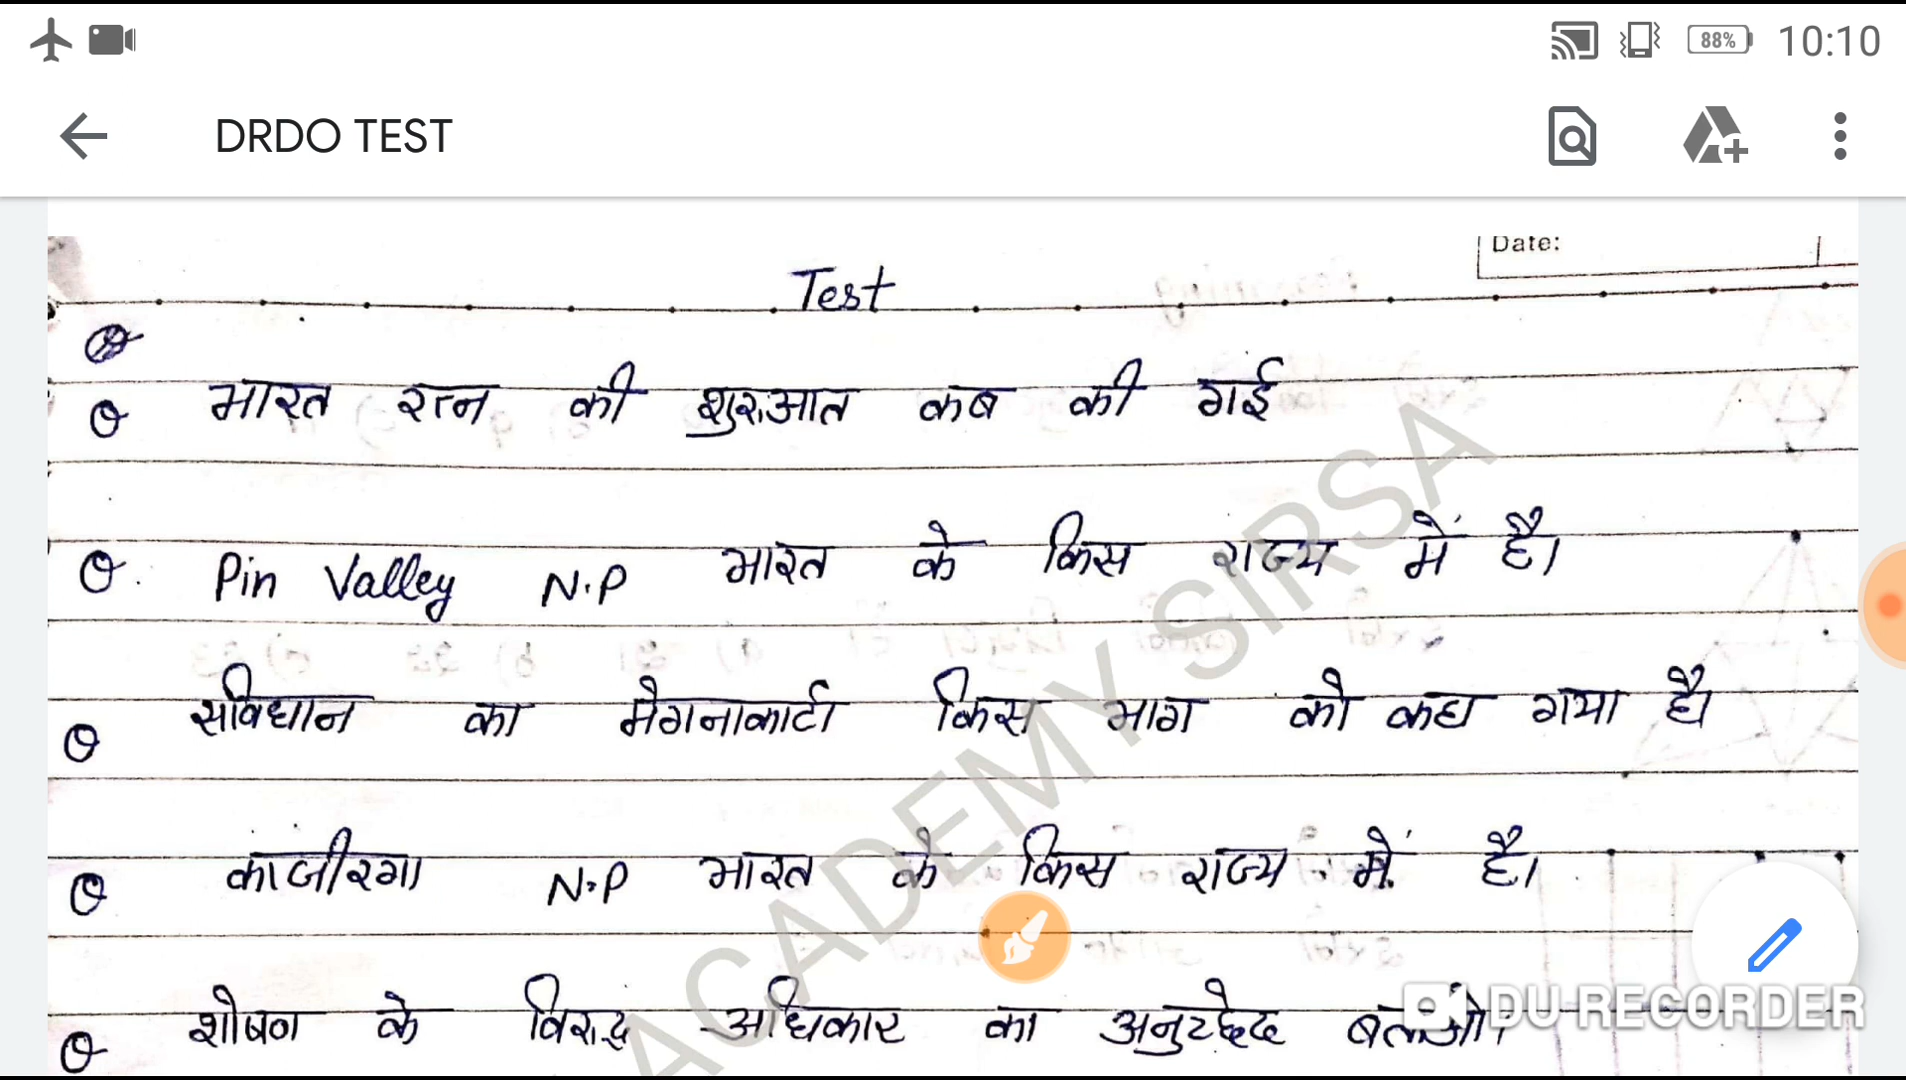 88% 10:10
DRDO TEST
Date:
Test
Q भारत रत्न की शुरुआत कब की गई
Q. Pin Valley N.P भारत के किस राज्य में है।
Q संविधान का मैगनाकार्टा किस भाग को कहा गया है
Q कांजीरंगा N.P भारत के किस राज्य में है।
Q शोषण के विरुद्ध अधिकार का अनुच्छेद बताओ।
ACADEMY SIRSA
DU RECORDER